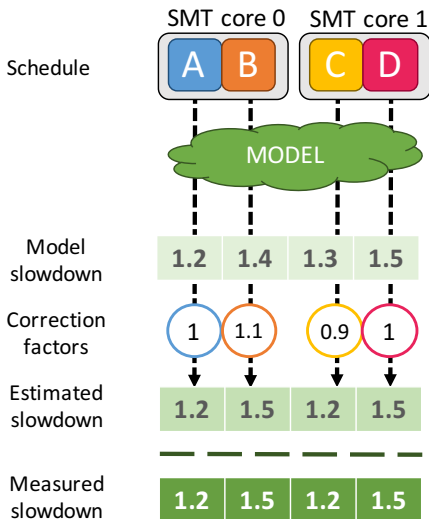 SMT core 0 SMT core 1
Schedule A B C D
MODEL
Model
slowdown
1.2 1.4 1.3 1.5
Correction
factors
1 1.1 0.9 1
Estimated
slowdown
1.2 1.5 1.2 1.5
Measured
slowdown
1.2 1.5 1.2 1.5